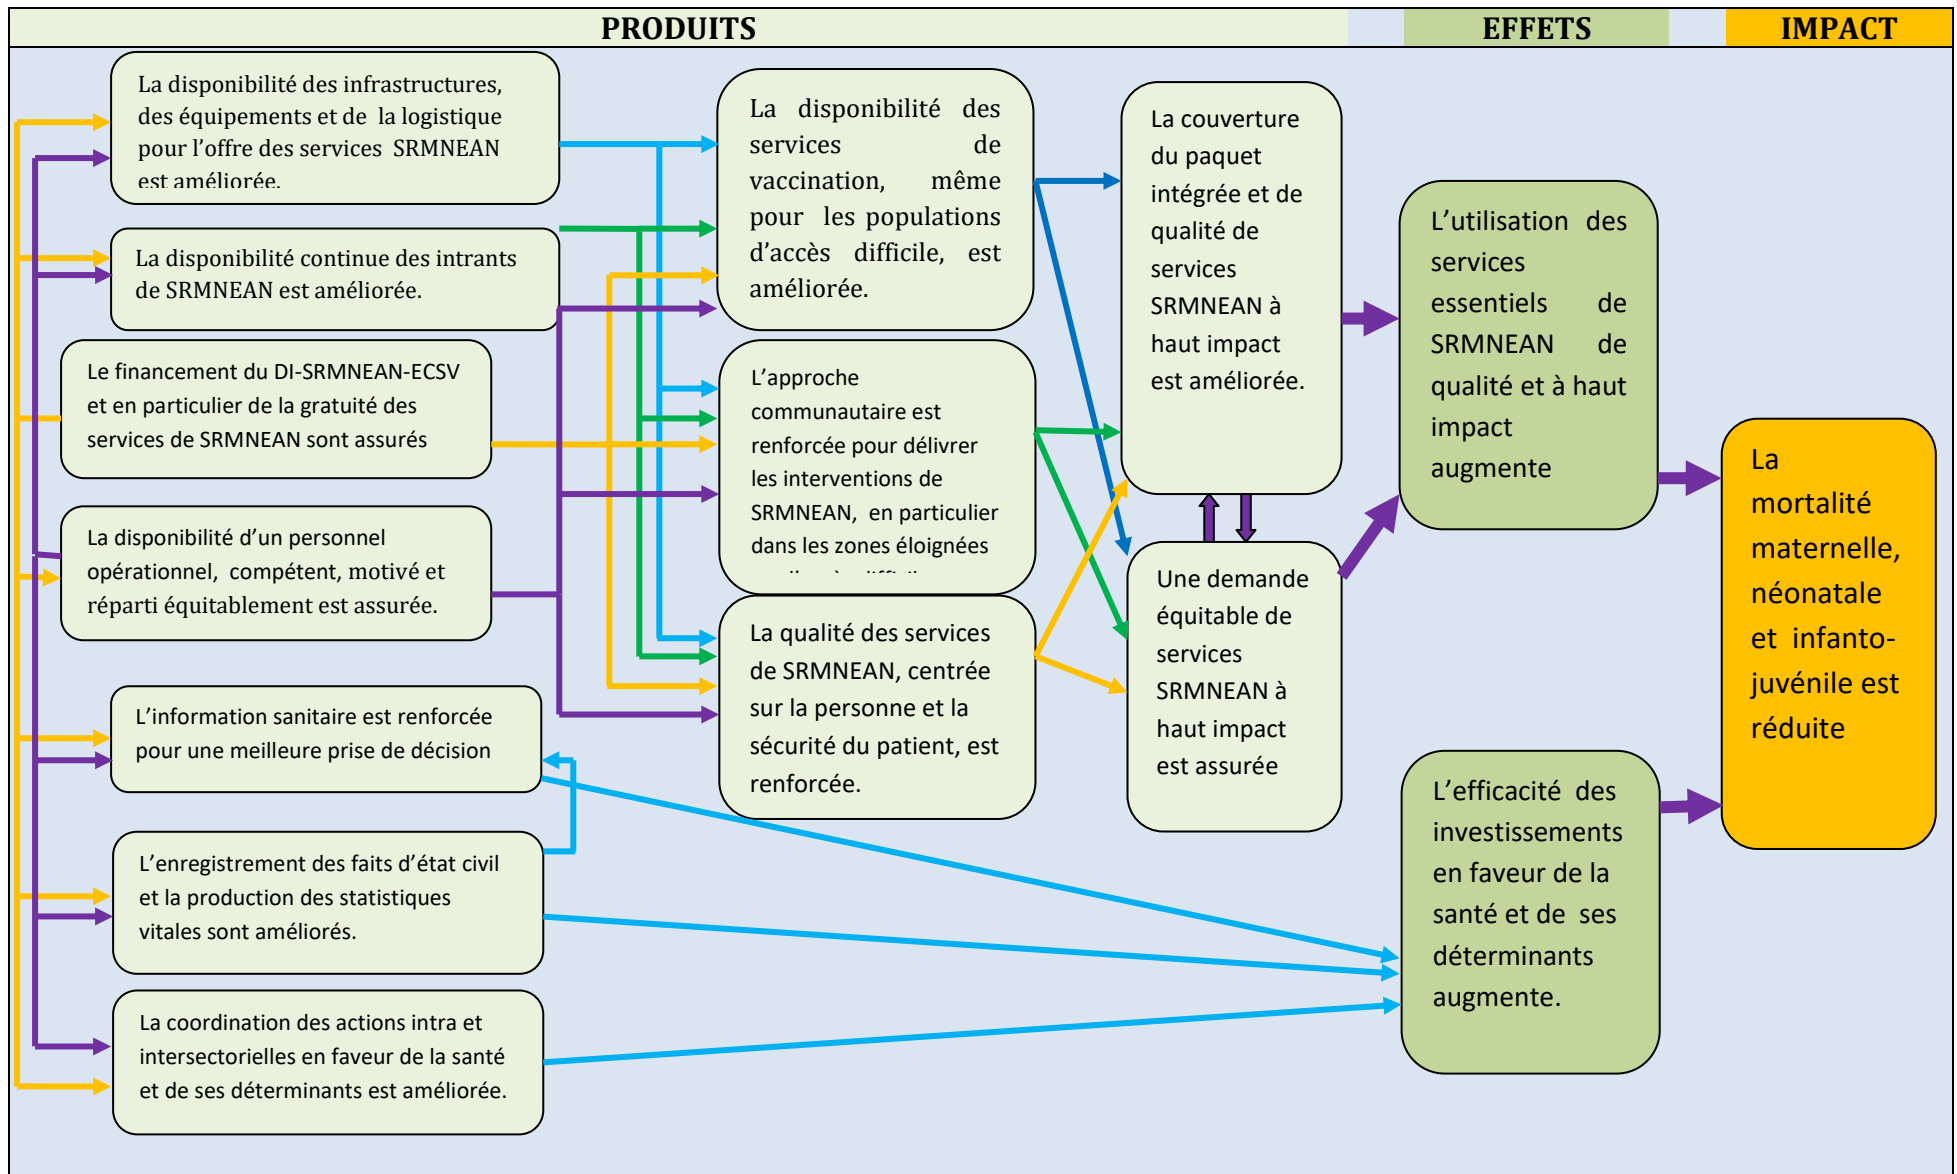 PRODUITS
EFFETS
IMPACT
La disponibilité des infrastructures,
des équipements et de la logistique
pour l'offre des services SRMNEAN
est améliorée.
La disponibilité continue des intrants
de SRMNEAN est améliorée.
Le financement du DI-SRMNEAN-ECSV
et en particulier de la gratuité des
services de SRMNEAN sont assurés
La disponibilité d'un personnel
opérationnel, compétent, motivé et
réparti équitablement est assurée.
L'information sanitaire est renforcée
pour une meilleure prise de décision
L'enregistrement des faits d'état civil
et la production des statistiques
vitales sont améliorés.
La coordination des actions intra et
intersectorielles en faveur de la santé
et de ses déterminants est améliorée.
La disponibilité des
services de
vaccination, même
pour les populations
d'accès difficile, est
améliorée.
L'approche
communautaire est
renforcée pour délivrer
les interventions de
SRMNEAN, en particulier
dans les zones éloignées
La qualité des services
de SRMNEAN, centrée
sur la personne et la
sécurité du patient, est
renforcée.
La couverture
du paquet
intégrée et de
qualité de
services
SRMNEAN à
haut impact
est améliorée.
Une demande
équitable de
services
SRMNEAN à
haut impact
est assurée
L'utilisation des
services
essentiels de
SRMNEAN de
qualité et à haut
impact
augmente
L'efficacité des
investissements
en faveur de la
santé et de ses
déterminants
augmente.
La
mortalité
maternelle,
néonatale
et infanto-
juvénile est
réduite